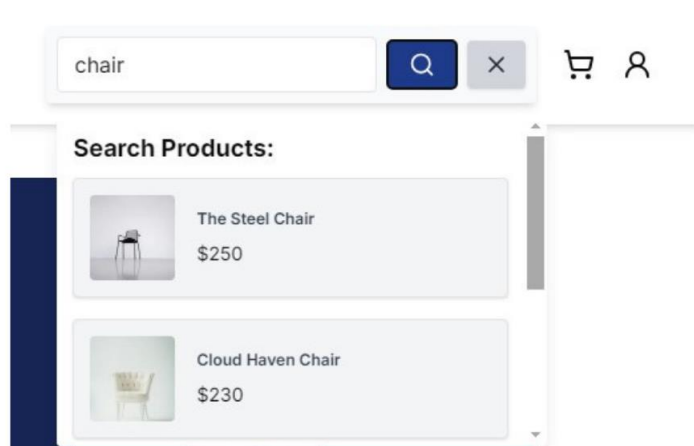 chair
Search Products:
The Steel Chair
$250
Cloud Haven Chair
$230